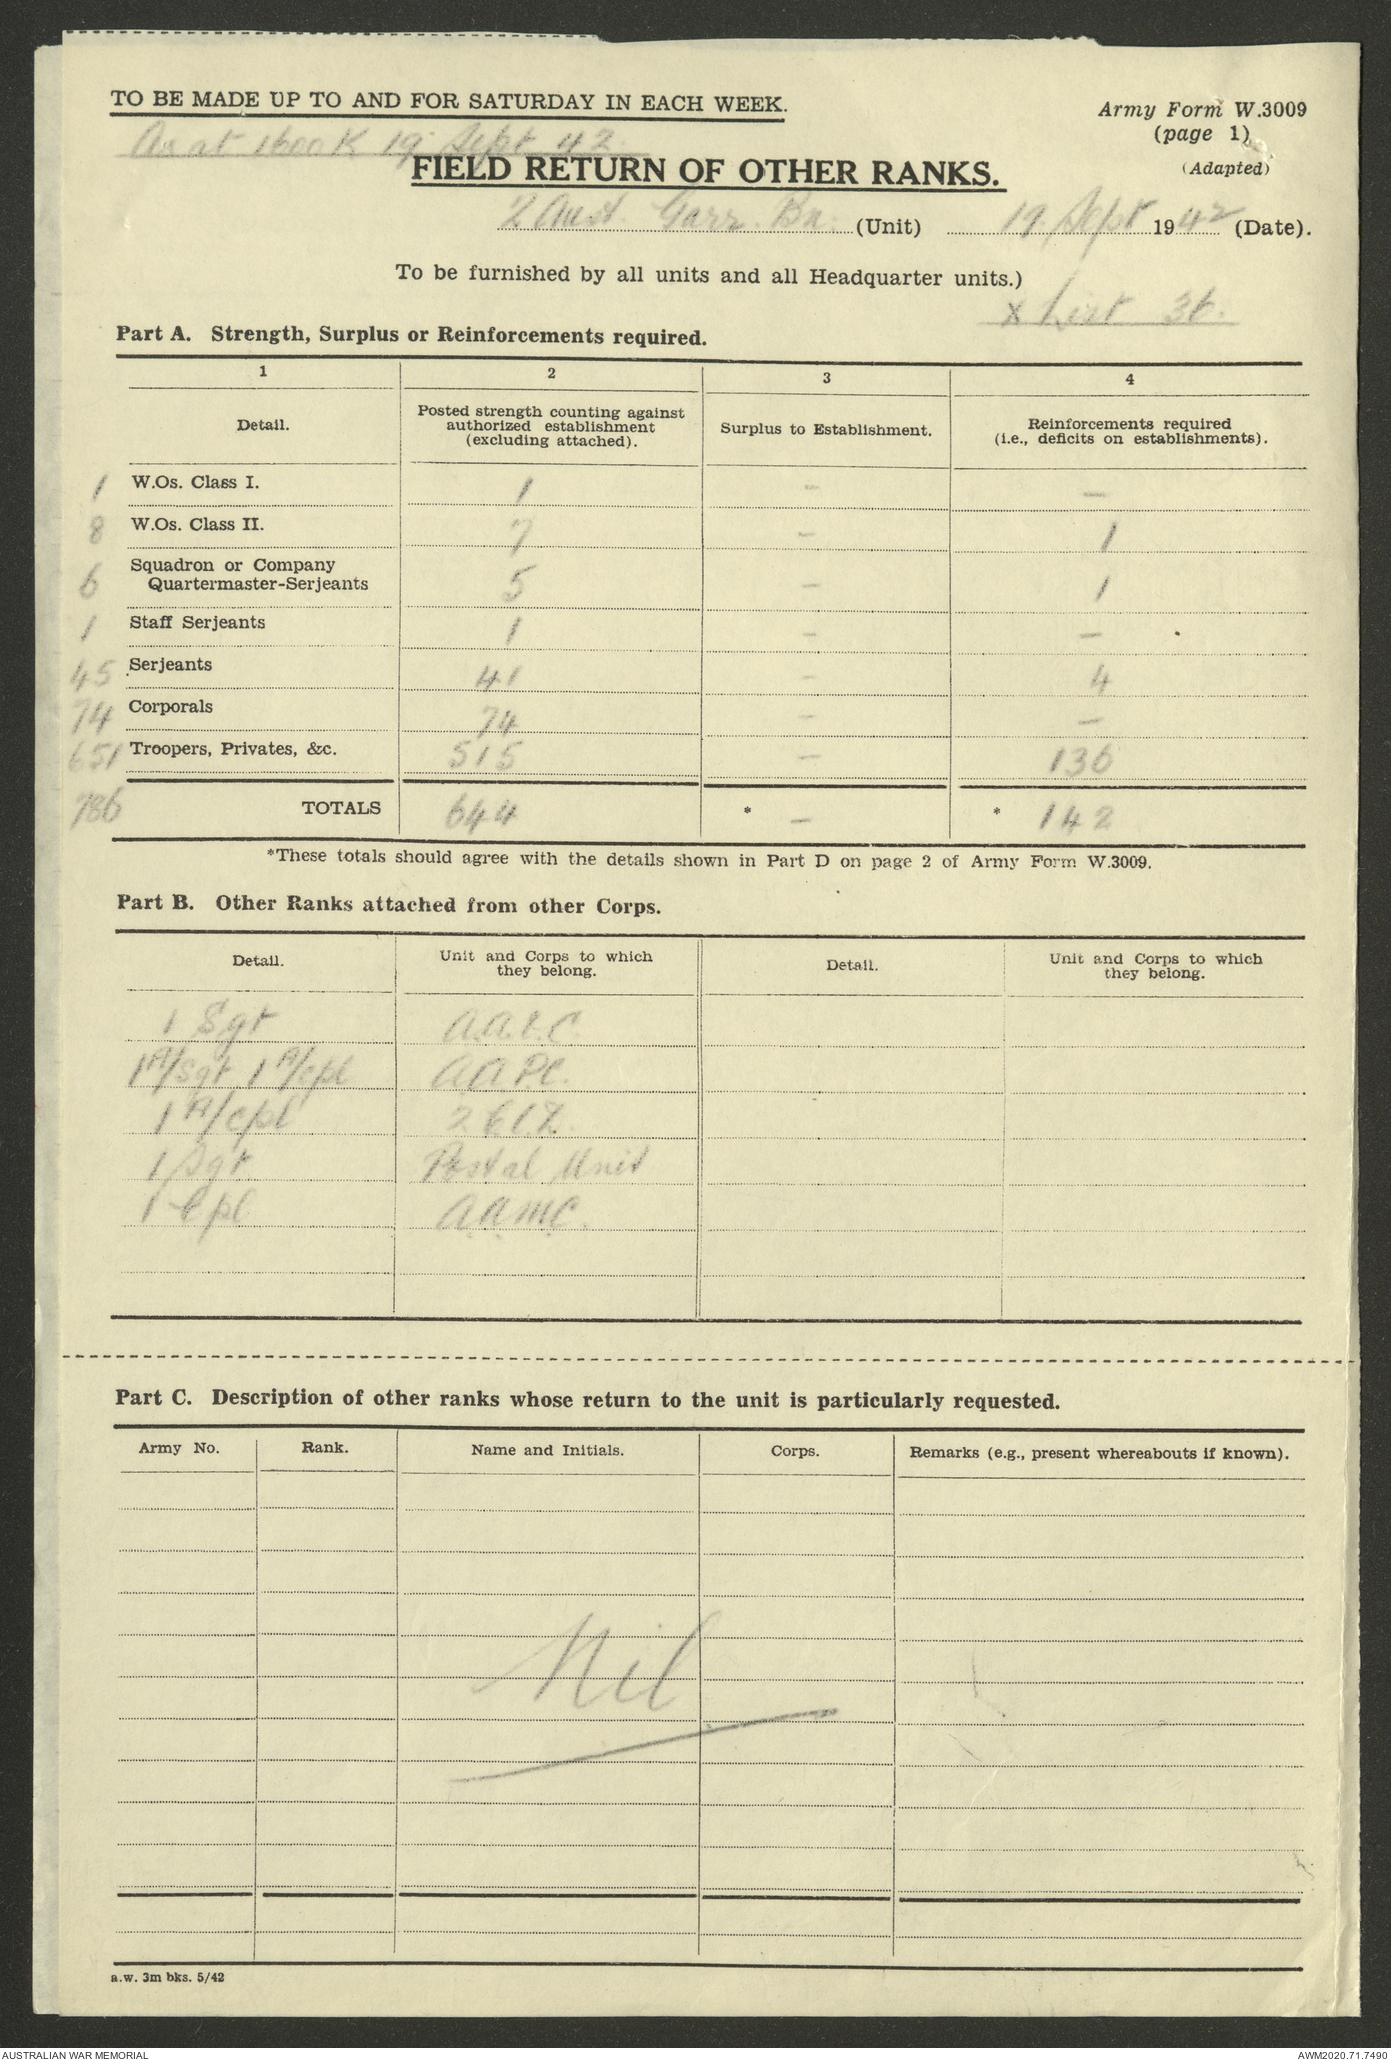 TO BE MADE UP TO AND FOR SATURDAY IN EACH WEEK.
Army Form W.3009
(page 1)
(Adapted)
As at 1600K 19 Sept 42.
FIELD RETURN OF OTHER RANKS.
2 Aust. Garr. Bn. (Unit) 19 Sept 1942 (Date).
To be furnished by all units and all Headquarter units.)
x List 36.
Part A. Strength, Surplus or Reinforcements required.
1 2 3 4
Detail.
Posted strength counting against
authorized establishment
(excluding attached).
Surplus to Establishment.
Reinforcements required
(i.e., deficits on establishments).
1 W.Os. Class I. 1 – –
8 W.Os. Class II. 7 – 1
Squadron or Company
6 Quartermaster-Serjeants 5 – 1
1 Staff Serjeants 1 – –
45 Serjeants 41 – 4
74 Corporals 74 – –
651 Troopers, Privates, &c. 515 – 136
786 TOTALS 644 * – * 142
*These totals should agree with the details shown in Part D on page 2 of Army Form W.3009.
Part B. Other Ranks attached from other Corps.
Detail.
Unit and Corps to which
they belong.
Detail.
Unit and Corps to which
they belong.
1 Sgt
1 A/Sgt 1 A/cpl AAPC.
1 A/cpl
1 Sgt Postal Unit
1 Cpl A.A.M.C.
Part C. Description of other ranks whose return to the unit is particularly requested.
Army No. Rank. Name and Initials. Corps. Remarks (e.g., present whereabouts if known).
Nil
a.w. 3m bks. 5/42
AUSTRALIAN WAR MEMORIAL
AWM2020.71.7490